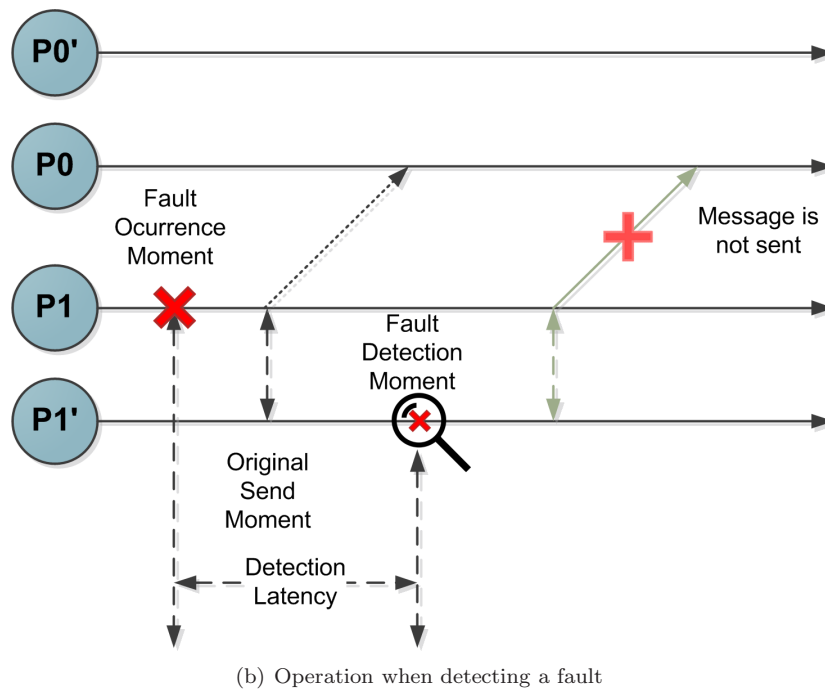 P0'
P0
Fault
Ocurrence
Moment
Message is
not sent
P1
Fault
Detection
Moment
P1'
Original
Send
Moment
Detection
Latency
(b) Operation when detecting a fault